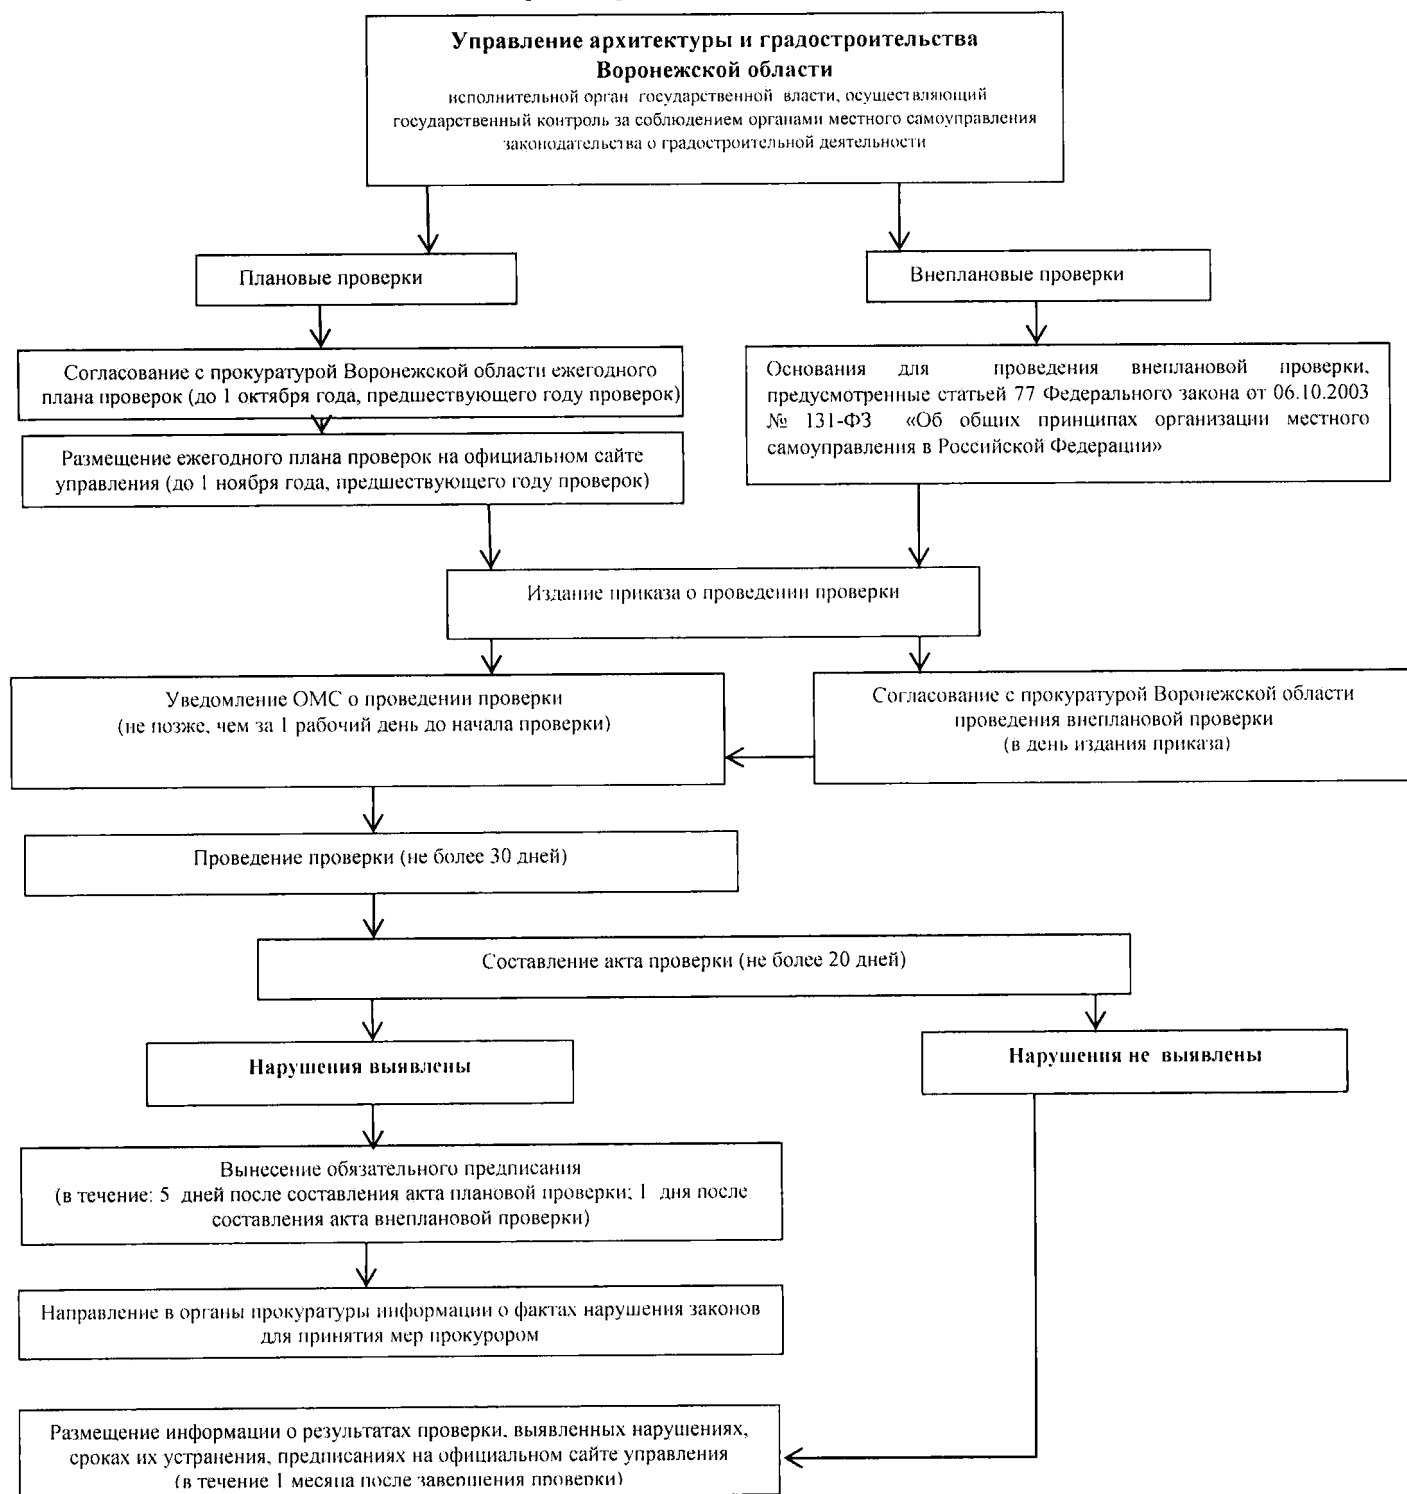 Управление архитектуры и градостроительства
Воронежской области
исполнительной орган государственной власти, осуществляющий
государственный контроль за соблюдением органами местного самоуправления
законодательства о градостроительной деятельности
Плановые проверки
Внеплановые проверки
Согласование с прокуратурой Воронежской области ежегодного
плана проверок (до 1 октября года, предшествующего году проверок)
Основания для проведения внеплановой проверки,
предусмотренные статьей 77 Федерального закона от 06.10.2003
№ 131-ФЗ «Об общих принципах организации местного
самоуправления в Российской Федерации»
Размещение ежегодного плана проверок на официальном сайте
управления (до 1 ноября года, предшествующего году проверок)
Издание приказа о проведении проверки
Уведомление ОМС о проведении проверки
(не позже, чем за 1 рабочий день до начала проверки)
Согласование с прокуратурой Воронежской области
проведения внеплановой проверки
(в день издания приказа)
Проведение проверки (не более 30 дней)
Составление акта проверки (не более 20 дней)
Нарушения выявлены
Нарушения не выявлены
Вынесение обязательного предписания
(в течение: 5 дней после составления акта плановой проверки; 1 дня после
составления акта внеплановой проверки)
Направление в органы прокуратуры информации о фактах нарушения законов
для принятия мер прокурором
Размещение информации о результатах проверки, выявленных нарушениях,
сроках их устранения, предписаниях на официальном сайте управления
(в течение 1 месяца после завершения проверки)